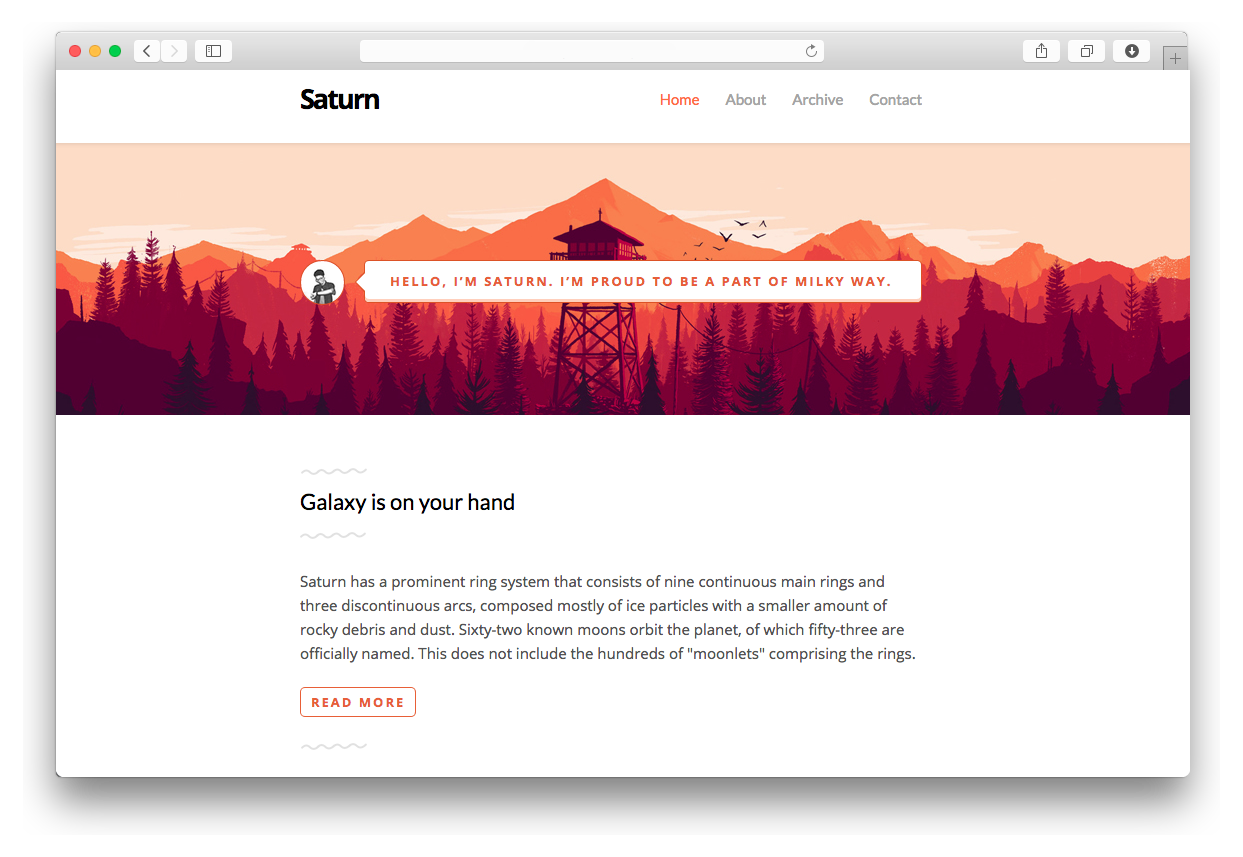 Saturn
Home About Archive Contact
HELLO, I’M SATURN. I’M PROUD TO BE A PART OF MILKY WAY.
Galaxy is on your hand
Saturn has a prominent ring system that consists of nine continuous main rings and
three discontinuous arcs, composed mostly of ice particles with a smaller amount of
rocky debris and dust. Sixty-two known moons orbit the planet, of which fifty-three are
officially named. This does not include the hundreds of "moonlets" comprising the rings.
READ MORE